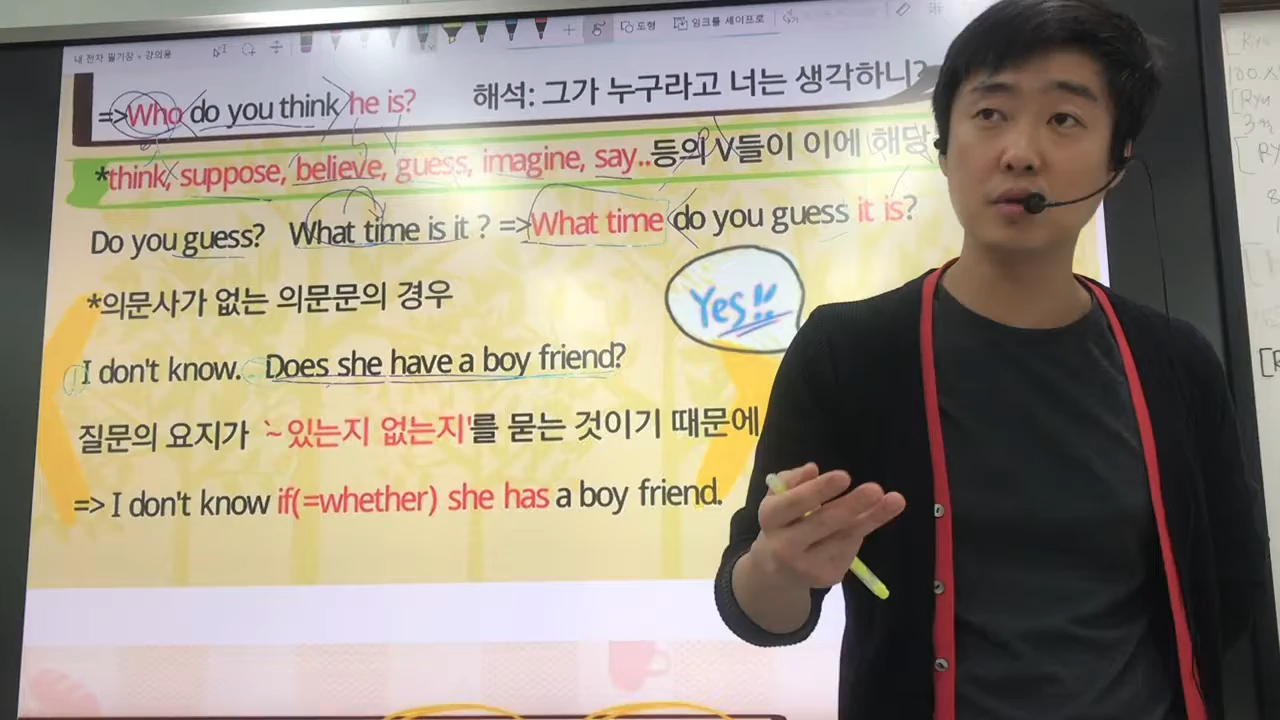 내 전자 필기장 » 강의용
도형
잉크를 셰이프로
=>Who do you think he is? 해석: 그가 누구라고 너는 생각하니?
*think, suppose, believe, guess, imagine, say..등의 V들이 이에 해당
Do you guess? What time is it ? =>What time do you guess it is?
*의문사가 없는 의문문의 경우
Yes!!
I don't know. Does she have a boy friend?
질문의 요지가 '~있는지 없는지'를 묻는 것이기 때문에
=> I don't know if(=whether) she has a boy friend.